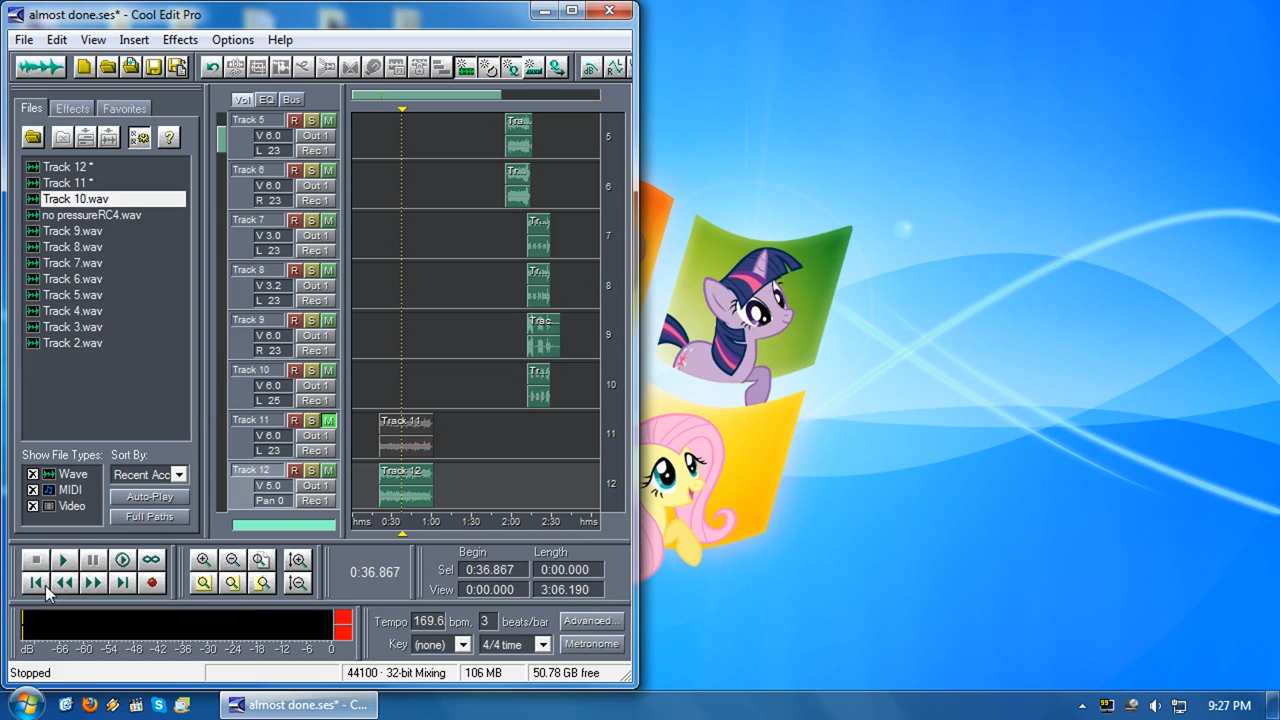 almost done.ses* - Cool Edit Pro
File Edit View Insert Effects Options Help
Files Effects Favorites
Track 12 *
Track 11 *
Track 10.wav
no pressureRC4.wav
Track 9.wav
Track 8.wav
Track 7.wav
Track 6.wav
Track 5.wav
Track 4.wav
Track 3.wav
Track 2.wav
Show File Types: Sort By:
Wave Recent Acc
MIDI Auto-Play
Video Full Paths
Vol EQ Bus
Track 5 R S M Tra... 5
V 6.0 Out 1
L 23 Rec 1
Track 6 R S M Tr... 6
V 6.0 Out 1
R 23 Rec 1
Track 7 R S M Tr... 7
V 3.0 Out 1
L 23 Rec 1
Track 8 R S M Tr... 8
V 3.2 Out 1
L 23 Rec 1
Track 9 R S M Trac... 9
V 6.0 Out 1
R 23 Rec 1
Track 10 R S M Tr... 10
V 6.0 Out 1
L 25 Rec 1
Track 11 R S M Track 11 11
V 6.0 Out 1
L 23 Rec 1
Track 12 R S M Track 12 12
V 5.0 Out 1
Pan 0 Rec 1
hms 0:30 1:00 2:00 2:30 hms
0:36.867
Begin Length
Sel 0:36.867 0:00.000
View 0:00.000 3:06.190
dB -66 -60 -54 -48 -42 -36 -30 -24 -18 -12 -6 0
Tempo 169.6 bpm, 3 beats/bar Advanced...
Key (none) 4/4 time Metronome
Stopped 44100 · 32-bit Mixing 106 MB 50.78 GB free
almost done.ses* - C... 99 9:27 PM